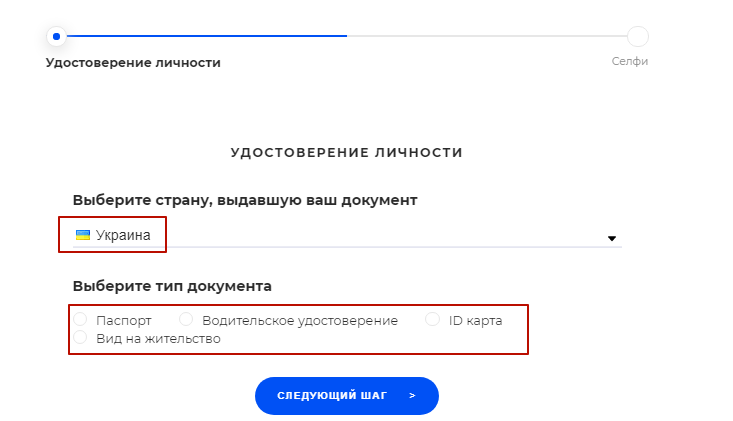 Удостоверение личности
Селфи
УДОСТОВЕРЕНИЕ ЛИЧНОСТИ
Выберите страну, выдавшую ваш документ
Украина
Выберите тип документа
Паспорт Водительское удостоверение ID карта
Вид на жительство
СЛЕДУЮЩИЙ ШАГ >